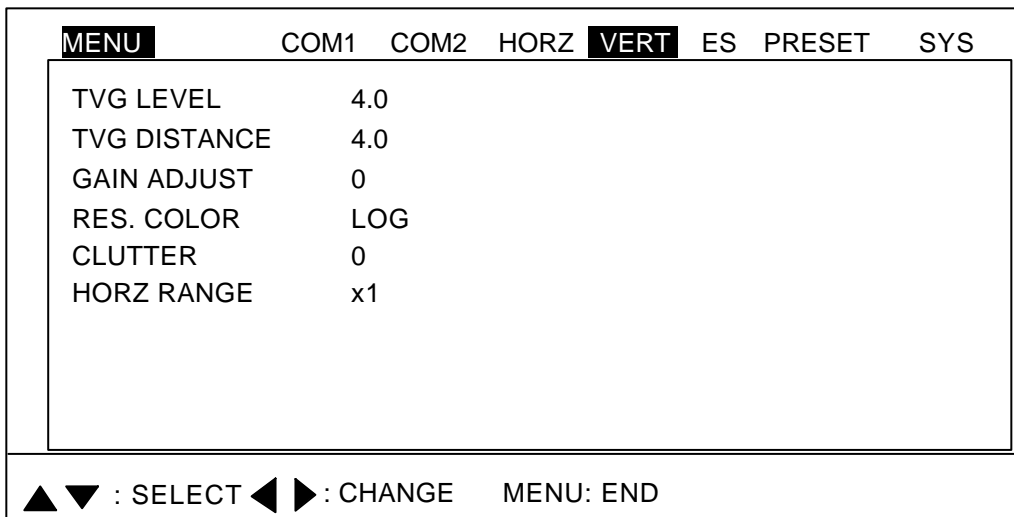 MENU COM1 COM2 HORZ VERT ES PRESET SYS
TVG LEVEL 4.0
TVG DISTANCE 4.0
GAIN ADJUST 0
RES. COLOR LOG
CLUTTER 0
HORZ RANGE x1
▲ ▼ : SELECT ◀ ▶ : CHANGE MENU: END